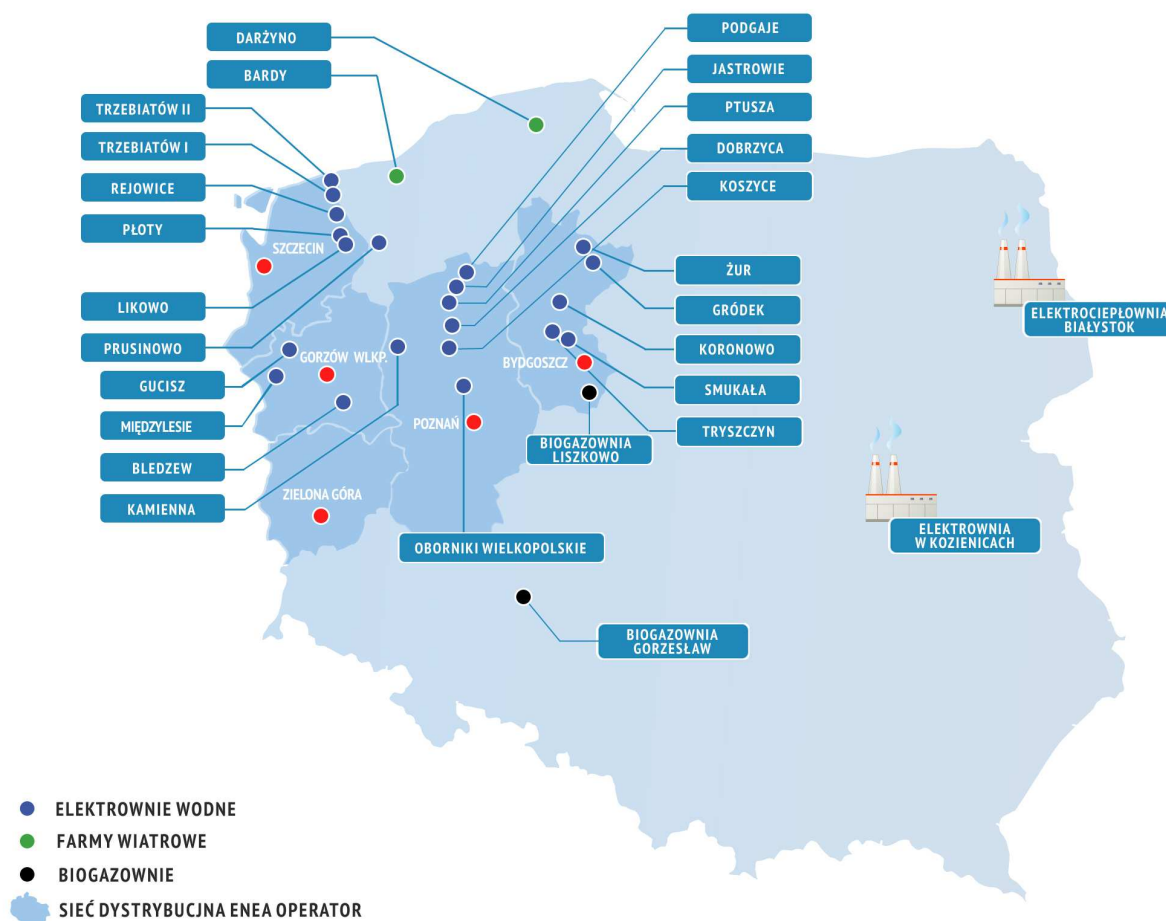 DARŻYNO
BARDY
TRZEBIATÓW II
TRZEBIATÓW I
REJOWICE
PŁOTY
LIKOWO
PRUSINOWO
GUCISZ
MIĘDZYLESIE
BLEDZEW
KAMIENNA
SZCZECIN
GORZÓW WLKP.
ZIELONA GÓRA
POZNAŃ
BYDGOSZCZ
OBORNIKI WIELKOPOLSKIE
PODGAJE
JASTROWIE
PTUSZA
DOBRZYCA
KOSZYCE
ŻUR
GRÓDEK
KORONOWO
SMUKAŁA
TRYSZCZYN
BIOGAZOWNIA
LISZKOWO
BIOGAZOWNIA
GORZESŁAW
ELEKTROCIEPŁOWNIA
BIAŁYSTOK
ELEKTROWNIA
W KOZIENICACH
ELEKTROWNIE WODNE
FARMY WIATROWE
BIOGAZOWNIE
SIEĆ DYSTRYBUCJNA ENEA OPERATOR